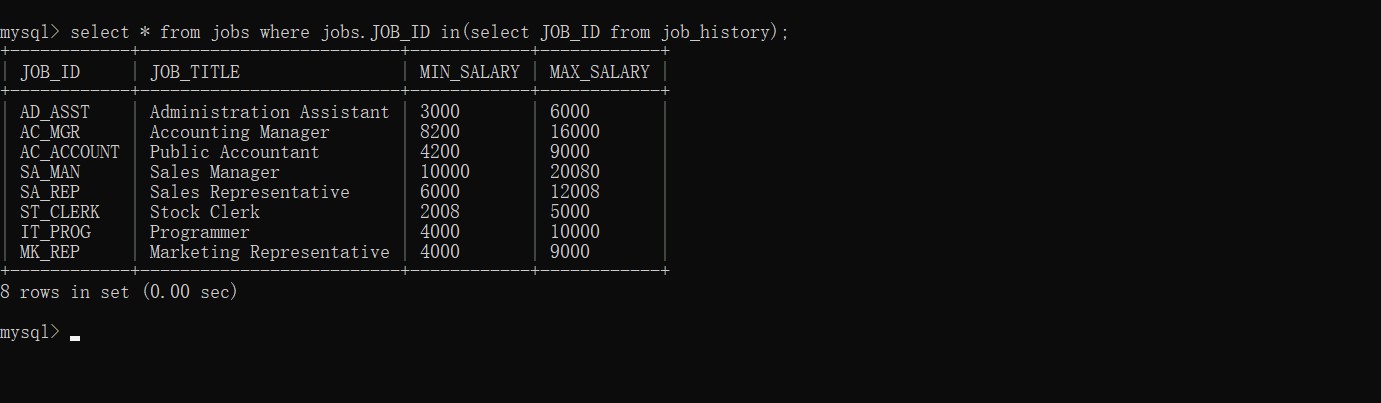 mysql> select * from jobs where jobs.JOB_ID in(select JOB_ID from job_history);
+------------+---------------------------+------------+------------+
| JOB_ID     | JOB_TITLE                 | MIN_SALARY | MAX_SALARY |
+------------+---------------------------+------------+------------+
| AD_ASST    | Administration Assistant  | 3000       | 6000       |
| AC_MGR     | Accounting Manager        | 8200       | 16000      |
| AC_ACCOUNT | Public Accountant         | 4200       | 9000       |
| SA_MAN     | Sales Manager             | 10000      | 20080      |
| SA_REP     | Sales Representative      | 6000       | 12008      |
| ST_CLERK   | Stock Clerk               | 2008       | 5000       |
| IT_PROG    | Programmer                | 4000       | 10000      |
| MK_REP     | Marketing Representative  | 4000       | 9000       |
+------------+---------------------------+------------+------------+
8 rows in set (0.00 sec)
mysql>